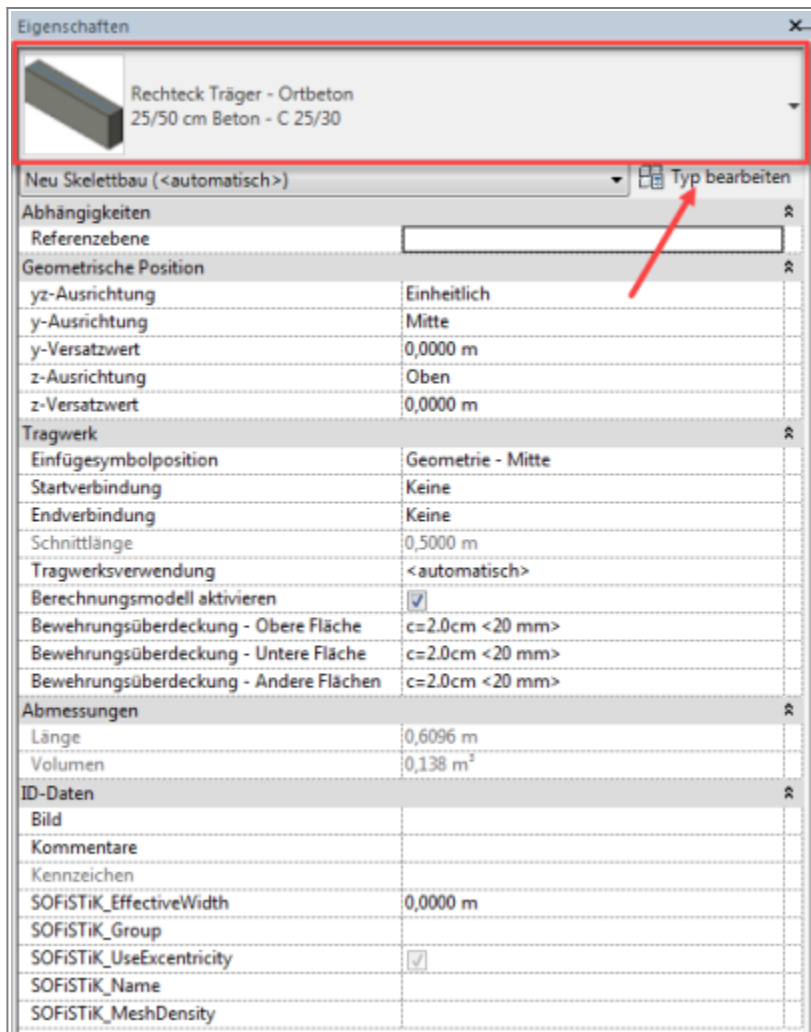 Eigenschaften
Rechteck Träger - Ortbeton
25/50 cm Beton - C 25/30
Neu Skelettbau (<automatisch>) Typ bearbeiten
Abhängigkeiten
Referenzebene
Geometrische Position
yz-Ausrichtung Einheitlich
y-Ausrichtung Mitte
y-Versatzwert 0,0000 m
z-Ausrichtung Oben
z-Versatzwert 0,0000 m
Tragwerk
Einfügesymbolposition Geometrie - Mitte
Startverbindung Keine
Endverbindung Keine
Schnittlänge 0,5000 m
Tragwerksverwendung <automatisch>
Berechnungsmodell aktivieren
Bewehrungsüberdeckung - Obere Fläche c=2.0cm <20 mm>
Bewehrungsüberdeckung - Untere Fläche c=2.0cm <20 mm>
Bewehrungsüberdeckung - Andere Flächen c=2.0cm <20 mm>
Abmessungen
Länge 0,6096 m
Volumen 0,138 m³
ID-Daten
Bild
Kommentare
Kennzeichen
SOFiSTiK_EffectiveWidth 0,0000 m
SOFiSTiK_Group
SOFiSTiK_UseExcentricity
SOFiSTiK_Name
SOFiSTiK_MeshDensity